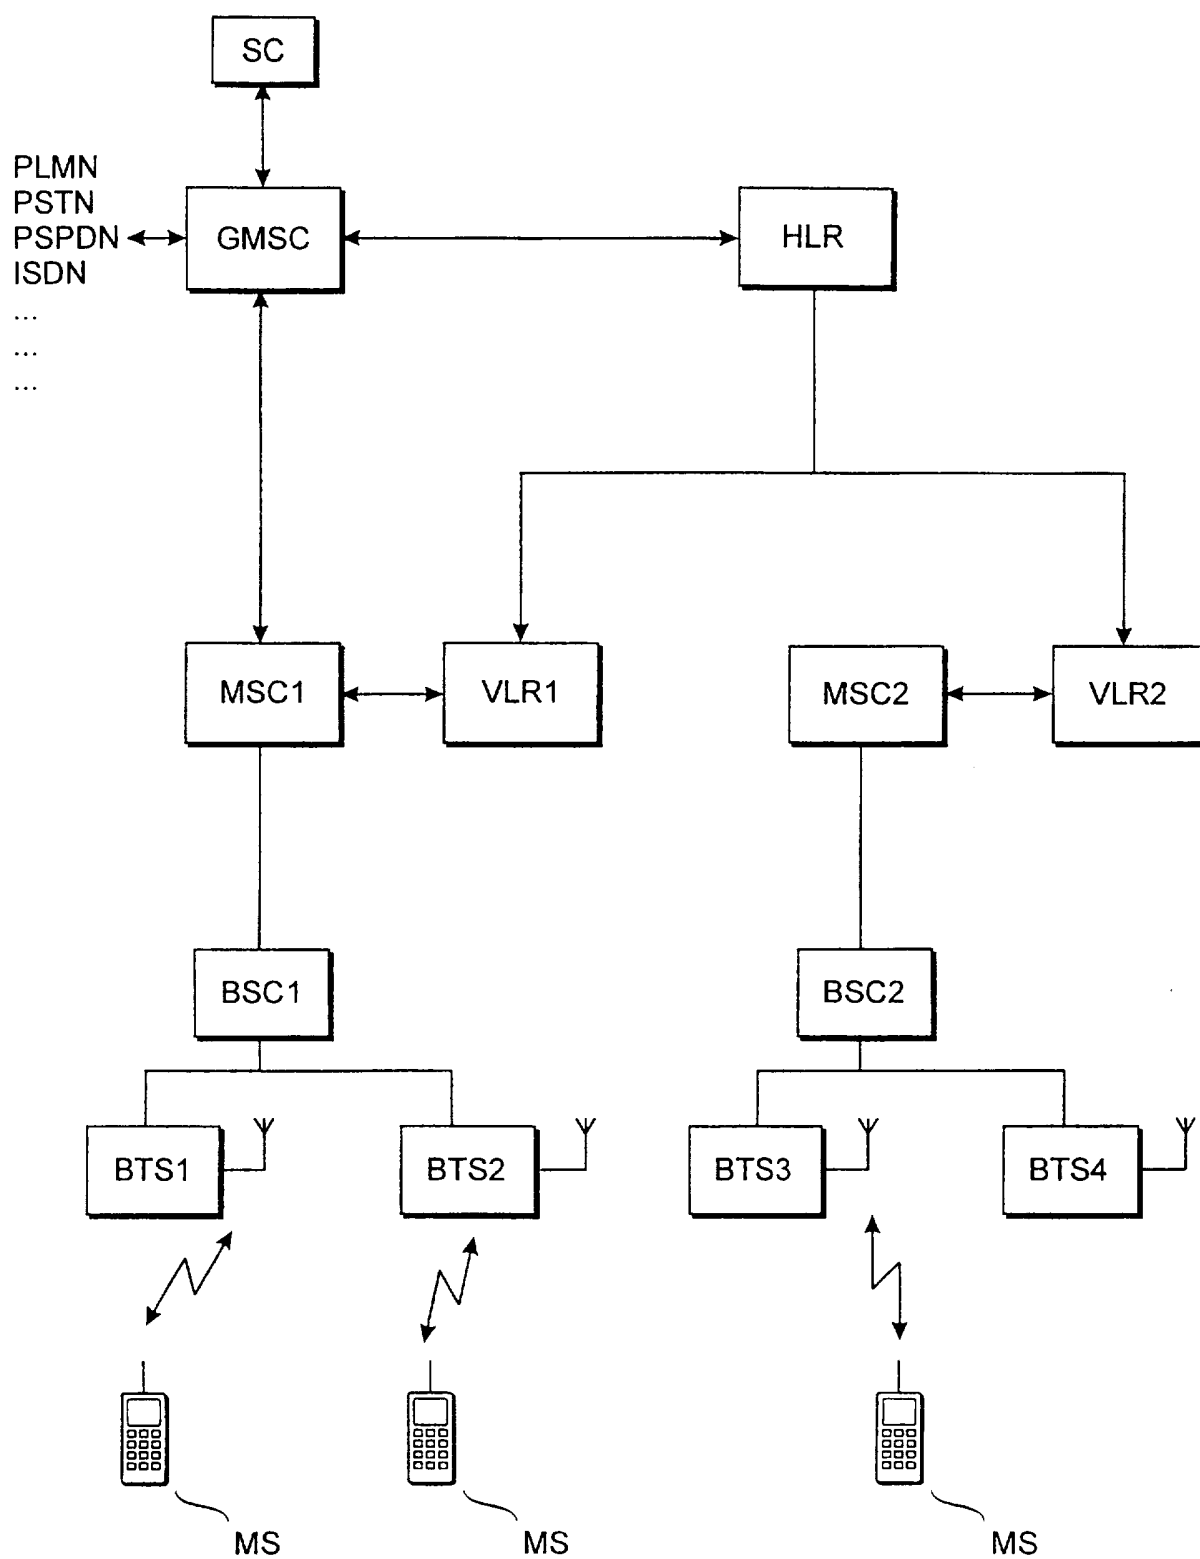 SC
PLMN
PSTN
PSPDN
ISDN
...
...
...
GMSC
HLR
MSC1
VLR1
MSC2
VLR2
BSC1
BSC2
BTS1
BTS2
BTS3
BTS4
MS
MS
MS